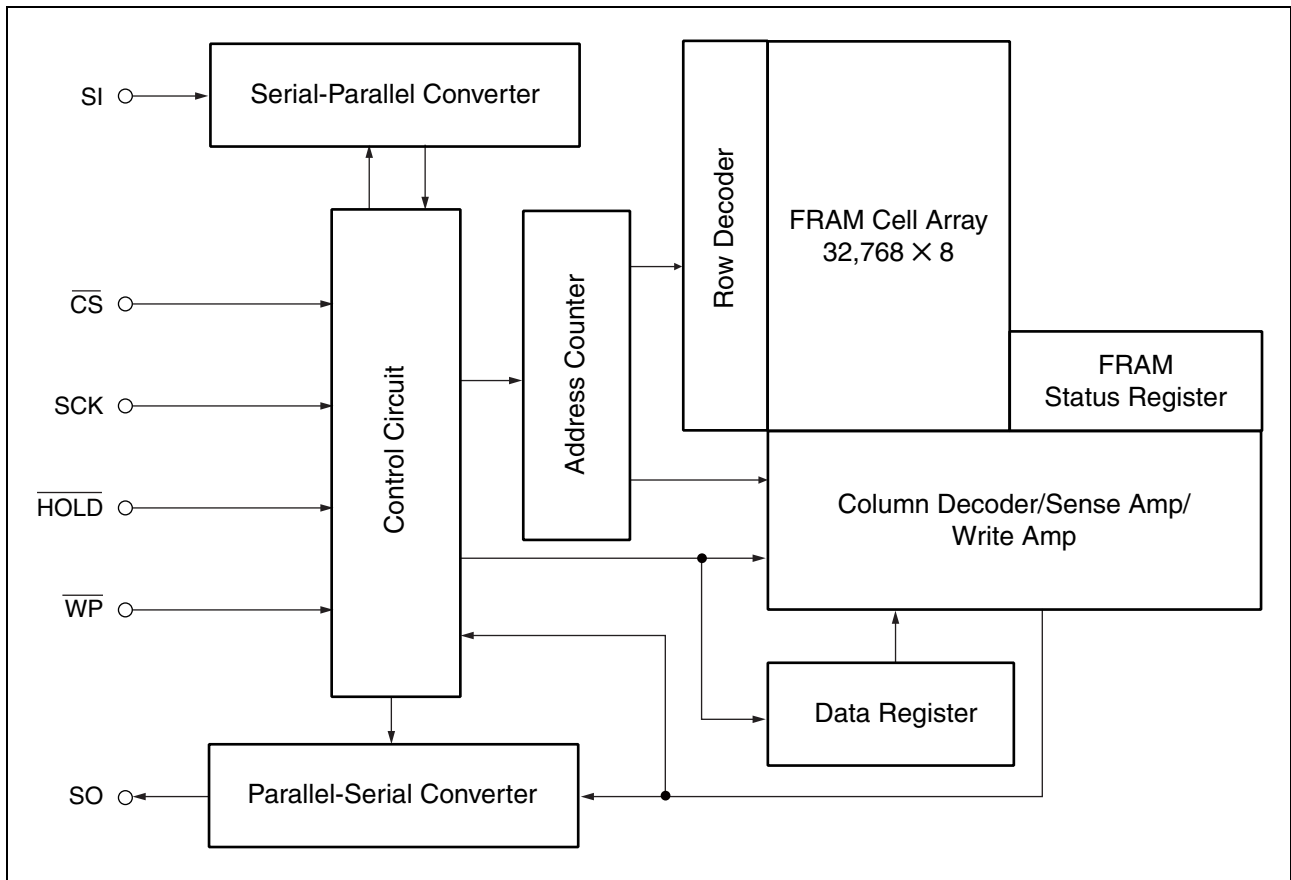 SI
Serial-Parallel Converter
CS
SCK
HOLD
WP
SO
Control Circuit
Address Counter
Row Decoder
FRAM Cell Array
32,768 × 8
FRAM
Status Register
Column Decoder/Sense Amp/
Write Amp
Data Register
Parallel-Serial Converter